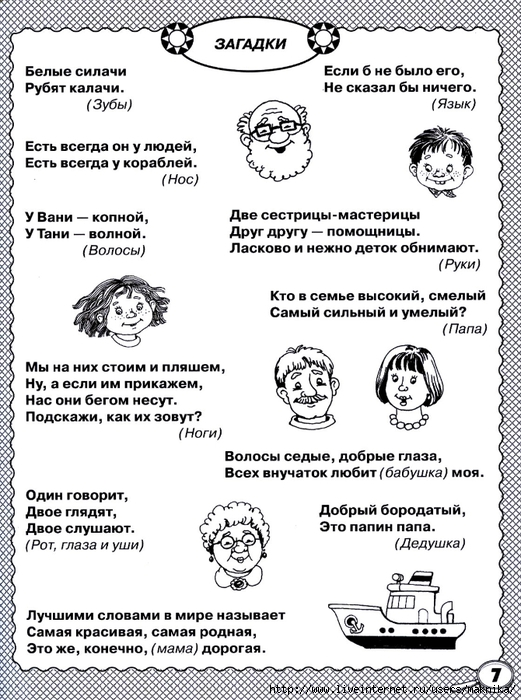 ЗАГАДКИ
Белые силачи
Рубят калачи.
(Зубы)
Если б не было его,
Не сказал бы ничего.
(Язык)
Есть всегда он у людей,
Есть всегда у кораблей.
(Нос)
У Вани — копной,
У Тани — волной.
(Волосы)
Две сестрицы-мастерицы
Друг другу — помощницы.
Ласково и нежно деток обнимают.
(Руки)
Кто в семье высокий, смелый
Самый сильный и умелый?
(Папа)
Мы на них стоим и пляшем,
Ну, а если им прикажем,
Нас они бегом несут.
Подскажи, как их зовут?
(Ноги)
Волосы седые, добрые глаза,
Всех внучаток любит (бабушка) моя.
Один говорит,
Двое глядят,
Двое слушают.
(Рот, глаза и уши)
Добрый бородатый,
Это папин папа.
(Дедушка)
Лучшими словами в мире называет
Самая красивая, самая родная,
Это же, конечно, (мама) дорогая.
7
http://www.liveinternet.ru/users/maknika/